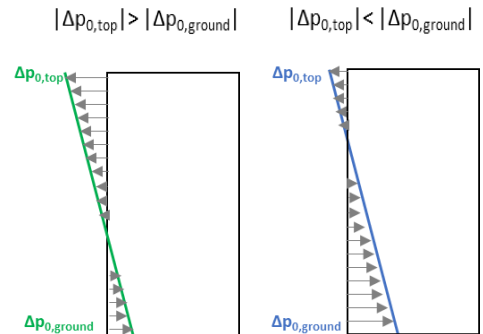 |Δp0,top| > |Δp0,ground|
|Δp0,top| < |Δp0,ground|
Δp0,top
Δp0,top
Δp0,ground
Δp0,ground